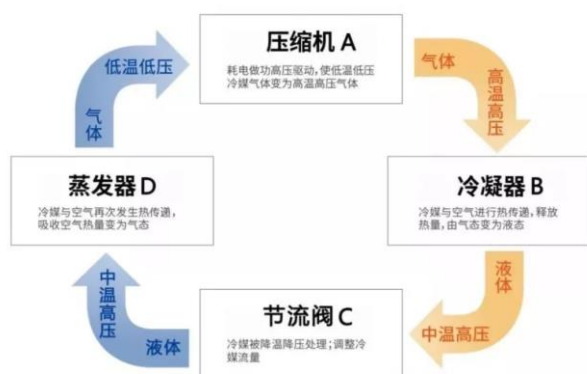 压缩机 A
耗电做功高压驱动，使低温低压
冷媒气体变为高温高压气体
气体
高温高压
冷凝器 B
冷媒与空气进行热传递，释放
热量，由气态变为液态
液体
中温高压
节流阀 C
冷媒被降温降压处理；调整冷
媒流量
液体
中温高压
蒸发器 D
冷媒与空气再次发生热传递，
吸收空气热量变为气态
气体
低温低压